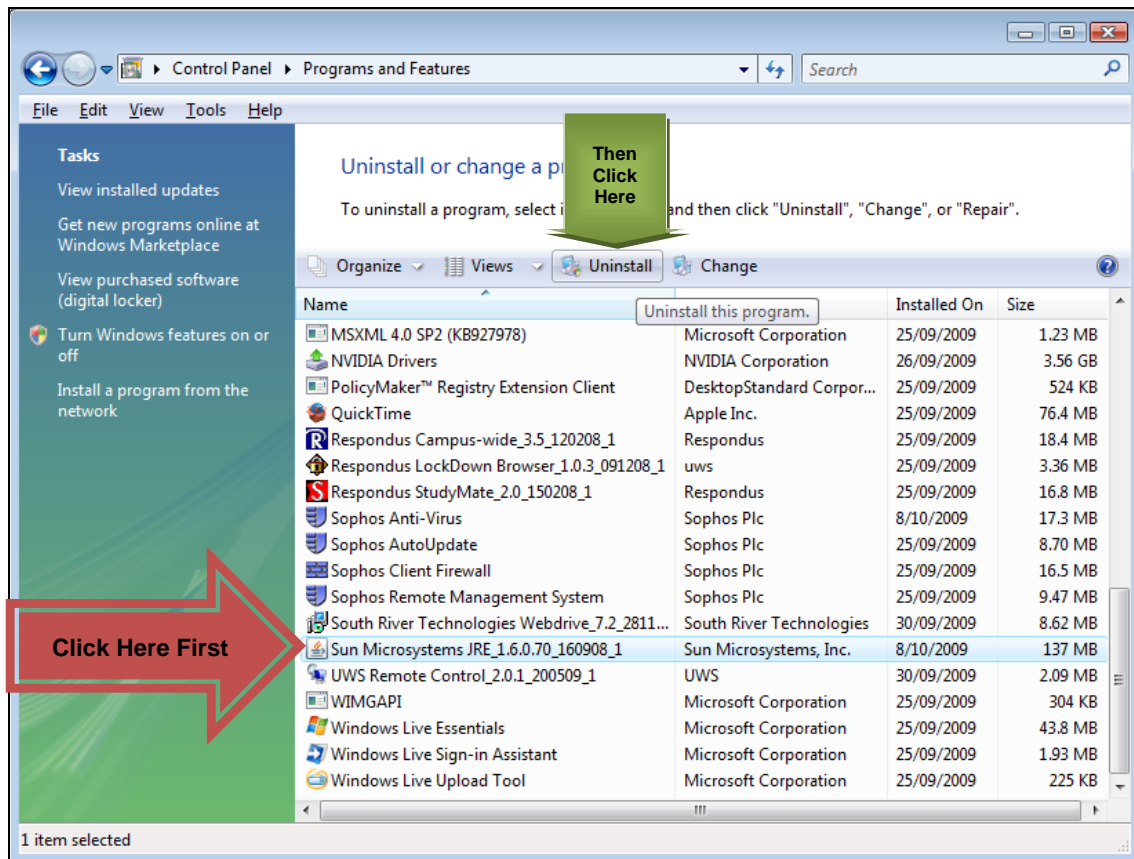 Control Panel Programs and Features
Search
File Edit View Tools Help
Tasks
View installed updates
Get new programs online at
Windows Marketplace
View purchased software
(digital locker)
Turn Windows features on or
off
Install a program from the
network
Then
Click
Here
Uninstall or change a p
To uninstall a program, select i and then click "Uninstall", "Change", or "Repair".
Organize Views Uninstall Change
Name Installed On Size
Uninstall this program.
MSXML 4.0 SP2 (KB927978) Microsoft Corporation 25/09/2009 1.23 MB
NVIDIA Drivers NVIDIA Corporation 26/09/2009 3.56 GB
PolicyMaker™ Registry Extension Client DesktopStandard Corpor... 25/09/2009 524 KB
QuickTime Apple Inc. 25/09/2009 76.4 MB
Respondus Campus-wide_3.5_120208_1 Respondus 25/09/2009 18.4 MB
Respondus LockDown Browser_1.0.3_091208_1 uws 25/09/2009 3.36 MB
Respondus StudyMate_2.0_150208_1 Respondus 25/09/2009 16.8 MB
Sophos Anti-Virus Sophos Plc 8/10/2009 17.3 MB
Sophos AutoUpdate Sophos Plc 25/09/2009 8.70 MB
Sophos Client Firewall Sophos Plc 25/09/2009 16.5 MB
Sophos Remote Management System Sophos Plc 25/09/2009 9.47 MB
South River Technologies Webdrive_7.2_2811... South River Technologies 30/09/2009 8.62 MB
Click Here First
Sun Microsystems JRE_1.6.0.70_160908_1 Sun Microsystems, Inc. 8/10/2009 137 MB
UWS Remote Control_2.0.1_200509_1 UWS 30/09/2009 2.09 MB
WIMGAPI Microsoft Corporation 25/09/2009 304 KB
Windows Live Essentials Microsoft Corporation 25/09/2009 43.8 MB
Windows Live Sign-in Assistant Microsoft Corporation 25/09/2009 1.93 MB
Windows Live Upload Tool Microsoft Corporation 25/09/2009 225 KB
1 item selected